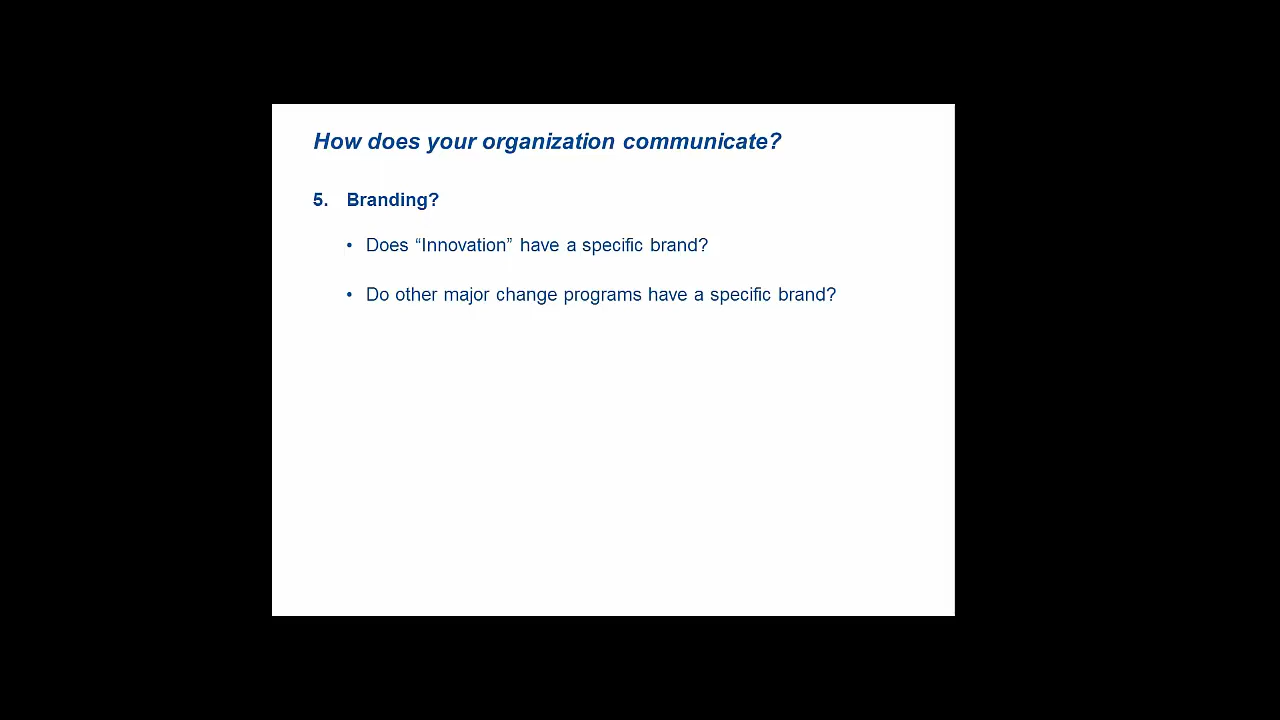 How does your organization communicate?
5. Branding?
• Does “Innovation” have a specific brand?
• Do other major change programs have a specific brand?